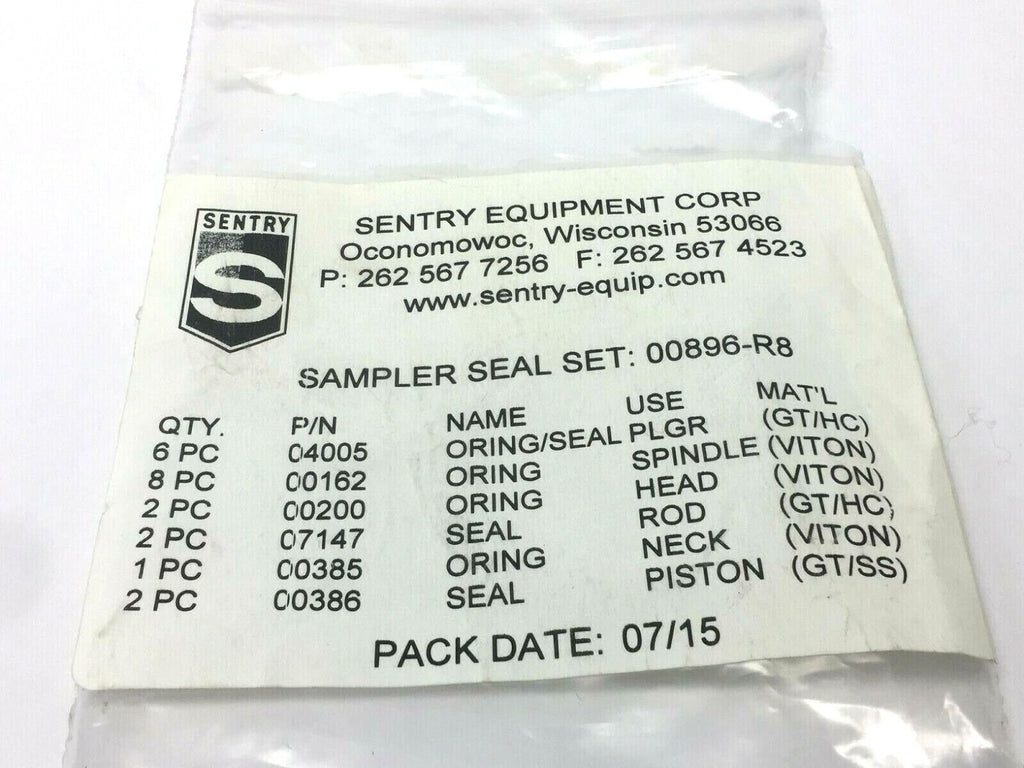 SENTRY
S
SENTRY EQUIPMENT CORP
Oconomowoc, Wisconsin 53066
P: 262 567 7256 F: 262 567 4523
www.sentry-equip.com
SAMPLER SEAL SET: 00896-R8
QTY. P/N NAME USE MAT'L
6 PC 04005 ORING/SEAL PLGR (GT/HC)
8 PC 00162 ORING SPINDLE (VITON)
2 PC 00200 ORING HEAD (VITON)
2 PC 07147 SEAL ROD (GT/HC)
1 PC 00385 ORING NECK (VITON)
2 PC 00386 SEAL PISTON (GT/SS)
PACK DATE: 07/15